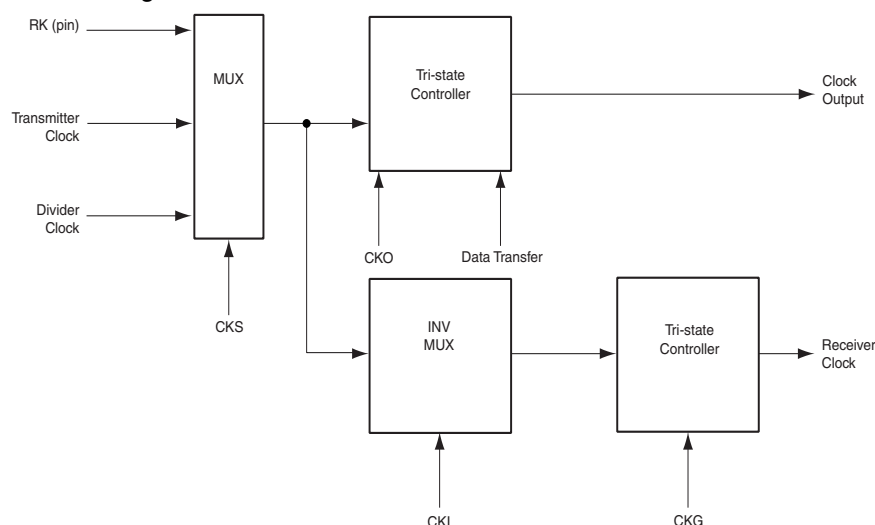 RK (pin)
MUX
Tri-state
Controller
Clock
Output
Transmitter
Clock
Divider
Clock
CKO
Data Transfer
CKS
INV
MUX
Tri-state
Controller
Receiver
Clock
CKI
CKG